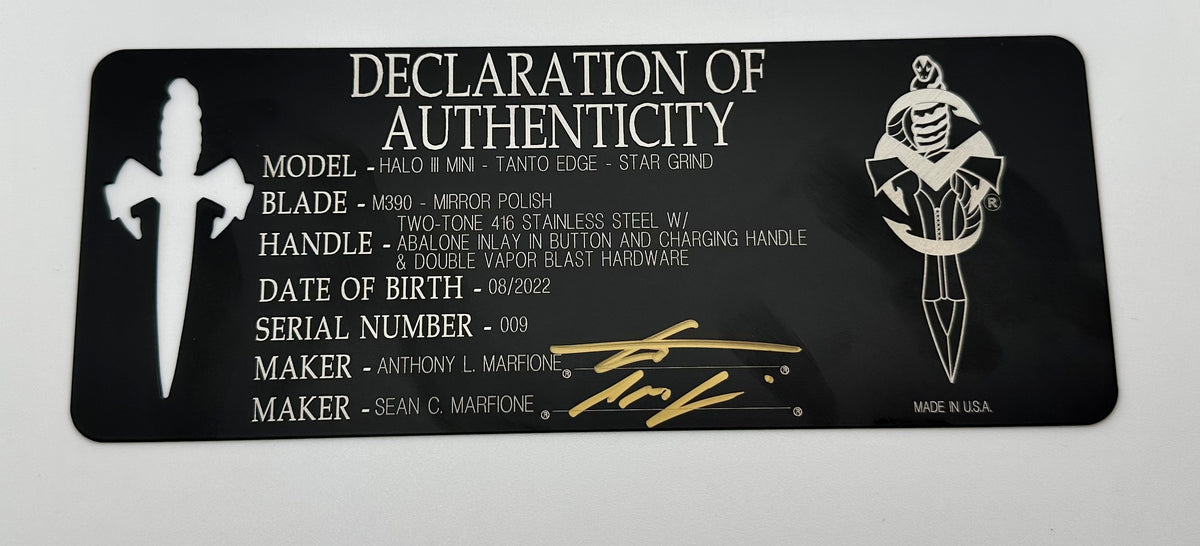 DECLARATION OF
AUTHENTICITY
MODEL - HALO III MINI - TANTO EDGE - STAR GRIND
BLADE - M390 - MIRROR POLISH
TWO-TONE 416 STAINLESS STEEL W/
HANDLE - ABALONE INLAY IN BUTTON AND CHARGING HANDLE
& DOUBLE VAPOR BLAST HARDWARE
DATE OF BIRTH - 08/2022
SERIAL NUMBER - 009
MAKER - ANTHONY L. MARFIONE ® ®
MAKER - SEAN C. MARFIONE ® ®
®
MADE IN U.S.A.